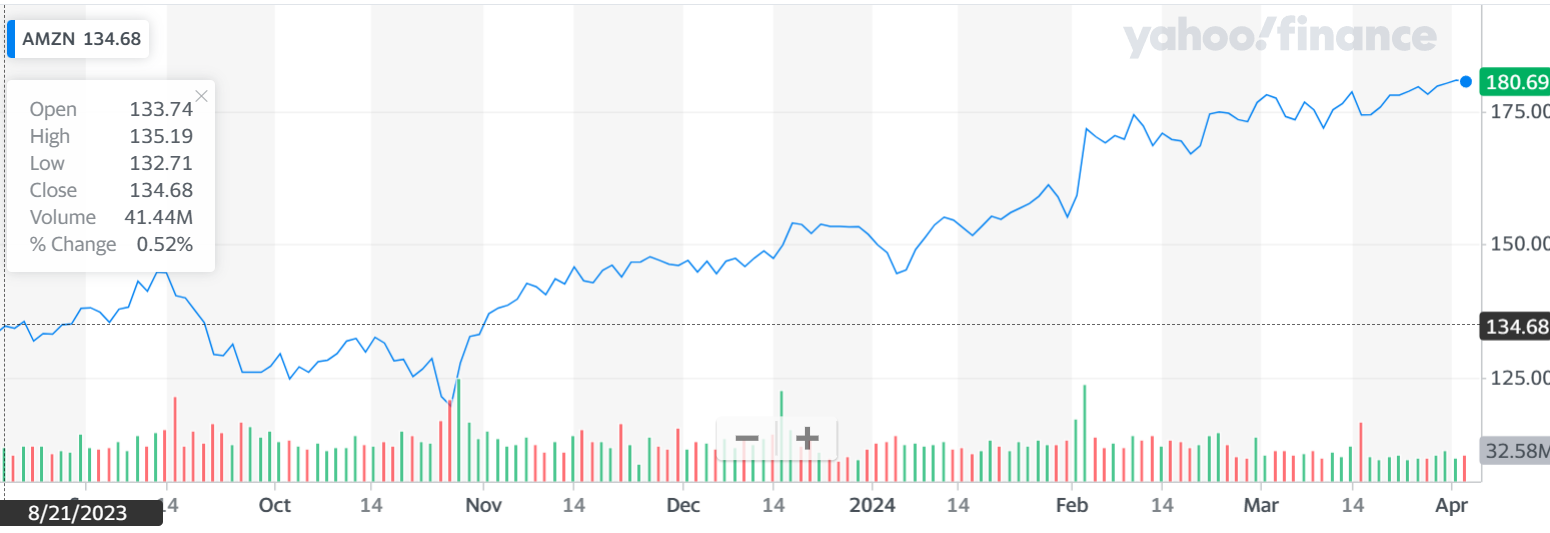 yahoo!finance
AMZN 134.68
Open 133.74
High 135.19
Low 132.71
Close 134.68
Volume 41.44M
% Change 0.52%
180.69
175.00
150.00
134.68
125.00
32.58M
8/21/2023
14 Oct 14 Nov 14 Dec 14 2024 14 Feb 14 Mar 14 Apr